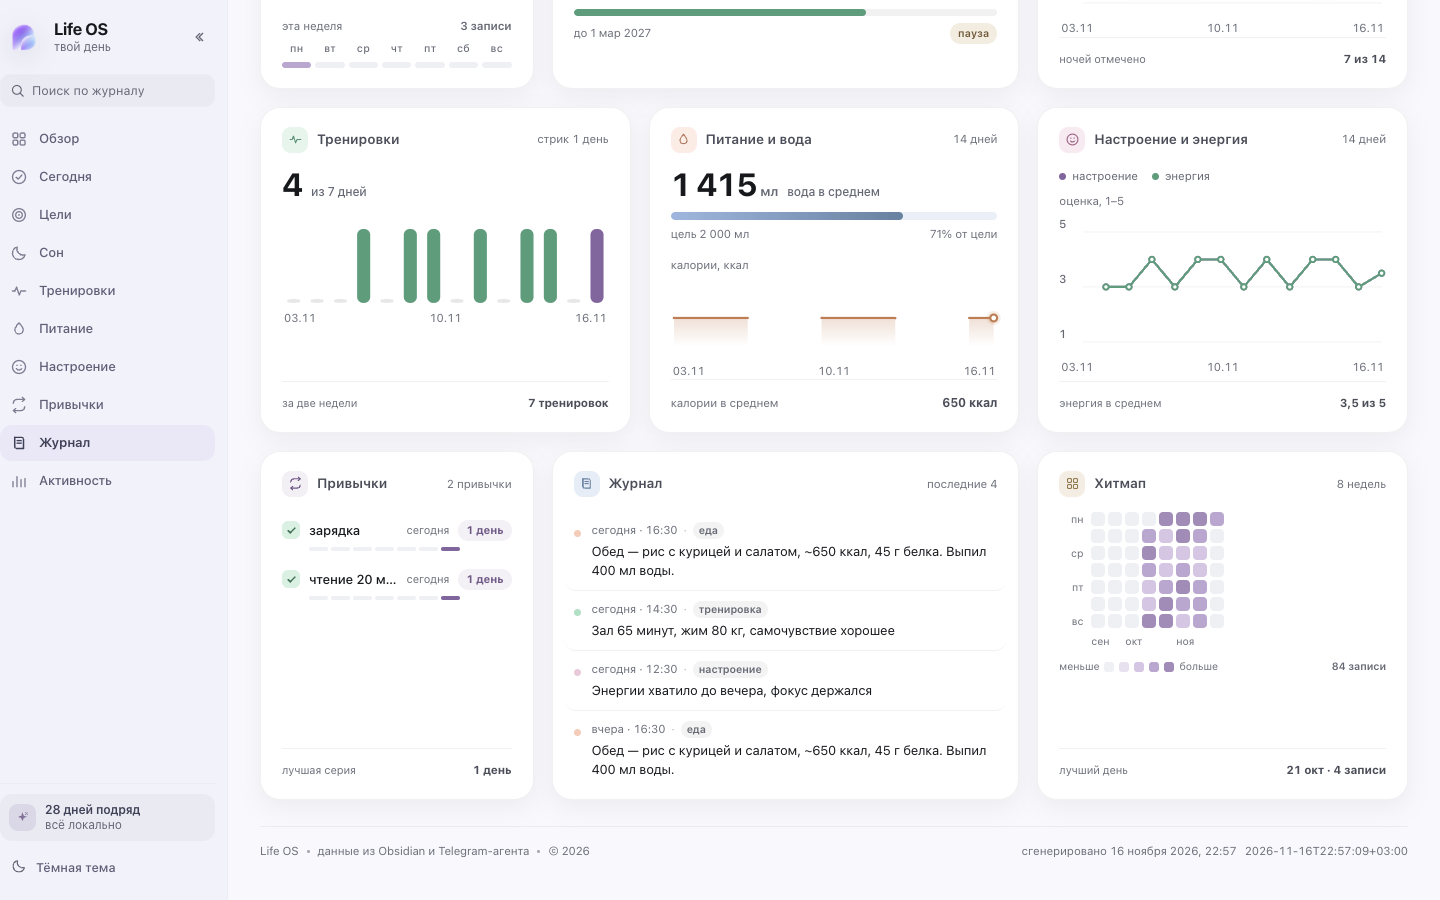 Life OS
твой день
Поиск по журналу
Обзор
Сегодня
Цели
Сон
Тренировки
Питание
Настроение
Привычки
Журнал
Активность
28 дней подряд
всё локально
Тёмная тема
эта неделя 3 записи
пн вт ср чт пт сб вс
до 1 мар 2027 пауза
03.11 10.11 16.11
ночей отмечено 7 из 14
Тренировки стрик 1 день
4 из 7 дней
03.11 10.11 16.11
за две недели 7 тренировок
Питание и вода 14 дней
1 415 мл вода в среднем
цель 2 000 мл 71% от цели
калории, ккал
03.11 10.11 16.11
калории в среднем 650 ккал
Настроение и энергия 14 дней
настроение энергия
оценка, 1–5
5
3
1
03.11 10.11 16.11
энергия в среднем 3,5 из 5
Привычки 2 привычки
зарядка сегодня 1 день
чтение 20 м... сегодня 1 день
лучшая серия 1 день
Журнал последние 4
сегодня · 16:30 · еда
Обед — рис с курицей и салатом, ~650 ккал, 45 г белка. Выпил
400 мл воды.
сегодня · 14:30 · тренировка
Зал 65 минут, жим 80 кг, самочувствие хорошее
сегодня · 12:30 · настроение
Энергии хватило до вечера, фокус держался
вчера · 16:30 · еда
Обед — рис с курицей и салатом, ~650 ккал, 45 г белка. Выпил
400 мл воды.
Хитмап 8 недель
пн
ср
пт
вс
сен окт ноя
меньше больше 84 записи
лучший день 21 окт · 4 записи
Life OS • данные из Obsidian и Telegram-агента • © 2026
сгенерировано 16 ноября 2026, 22:57 2026-11-16T22:57:09+03:00